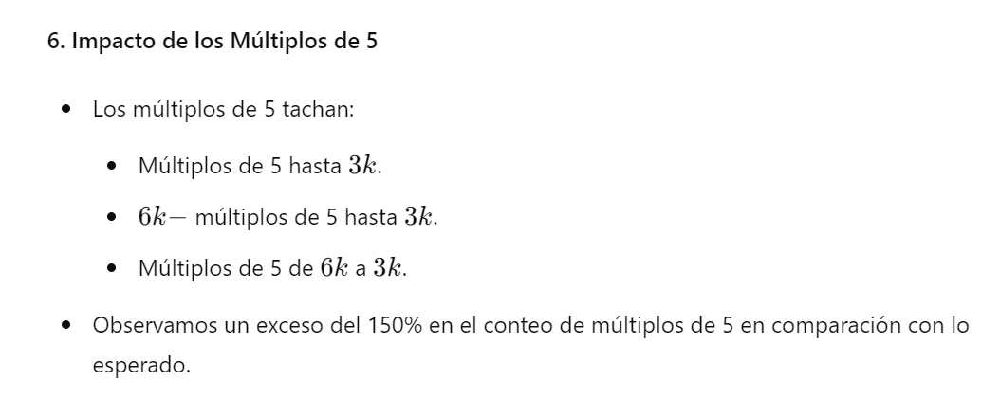 6. Impacto de los Múltiplos de 5
• Los múltiplos de 5 tachan:
• Múltiplos de 5 hasta 3k.
• 6k− múltiplos de 5 hasta 3k.
• Múltiplos de 5 de 6k a 3k.
• Observamos un exceso del 150% en el conteo de múltiplos de 5 en comparación con lo
esperado.